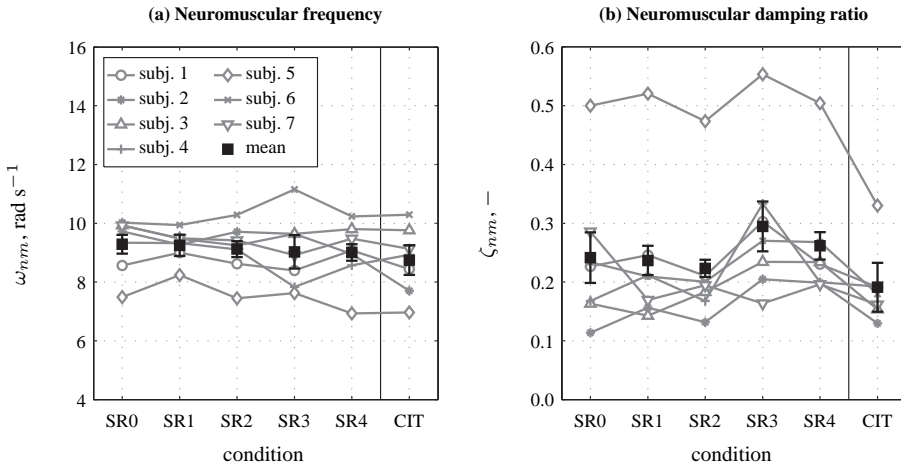 (a) Neuromuscular frequency
16
14
12
10
8
6
4
ω_nm, rad s⁻¹
subj. 1
subj. 2
subj. 3
subj. 4
subj. 5
subj. 6
subj. 7
mean
SR0 SR1 SR2 SR3 SR4 CIT
condition
(b) Neuromuscular damping ratio
0.6
0.5
0.4
0.3
0.2
0.1
0.0
ζ_nm, −
SR0 SR1 SR2 SR3 SR4 CIT
condition